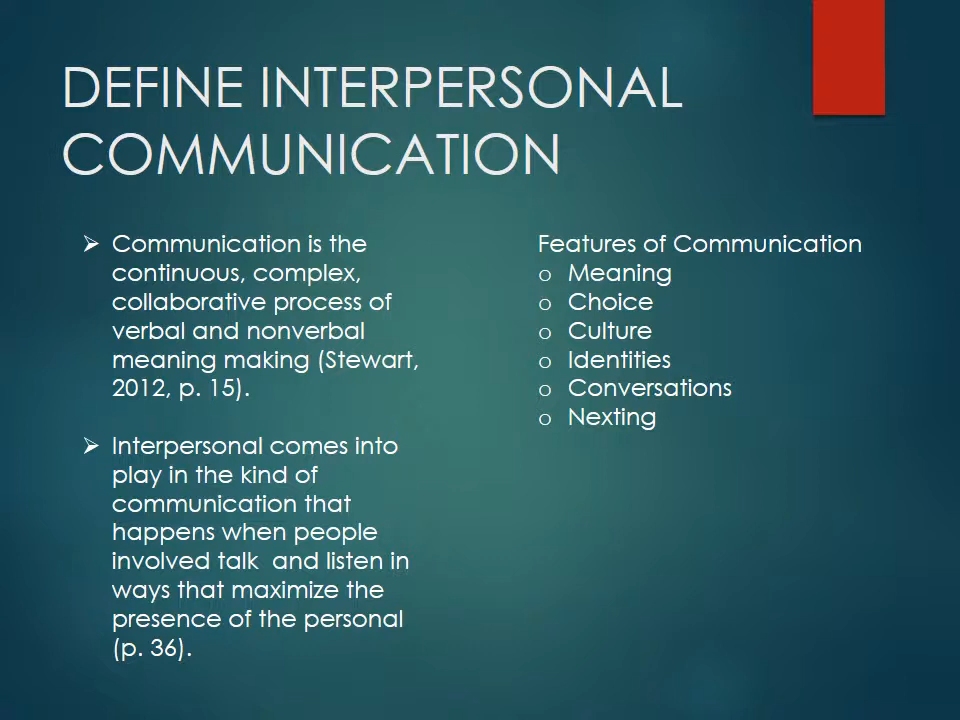 DEFINE INTERPERSONAL
COMMUNICATION
➢ Communication is the
continuous, complex,
collaborative process of
verbal and nonverbal
meaning making (Stewart,
2012, p. 15).
➢ Interpersonal comes into
play in the kind of
communication that
happens when people
involved talk  and listen in
ways that maximize the
presence of the personal
(p. 36).
Features of Communication
o Meaning
o Choice
o Culture
o Identities
o Conversations
o Nexting